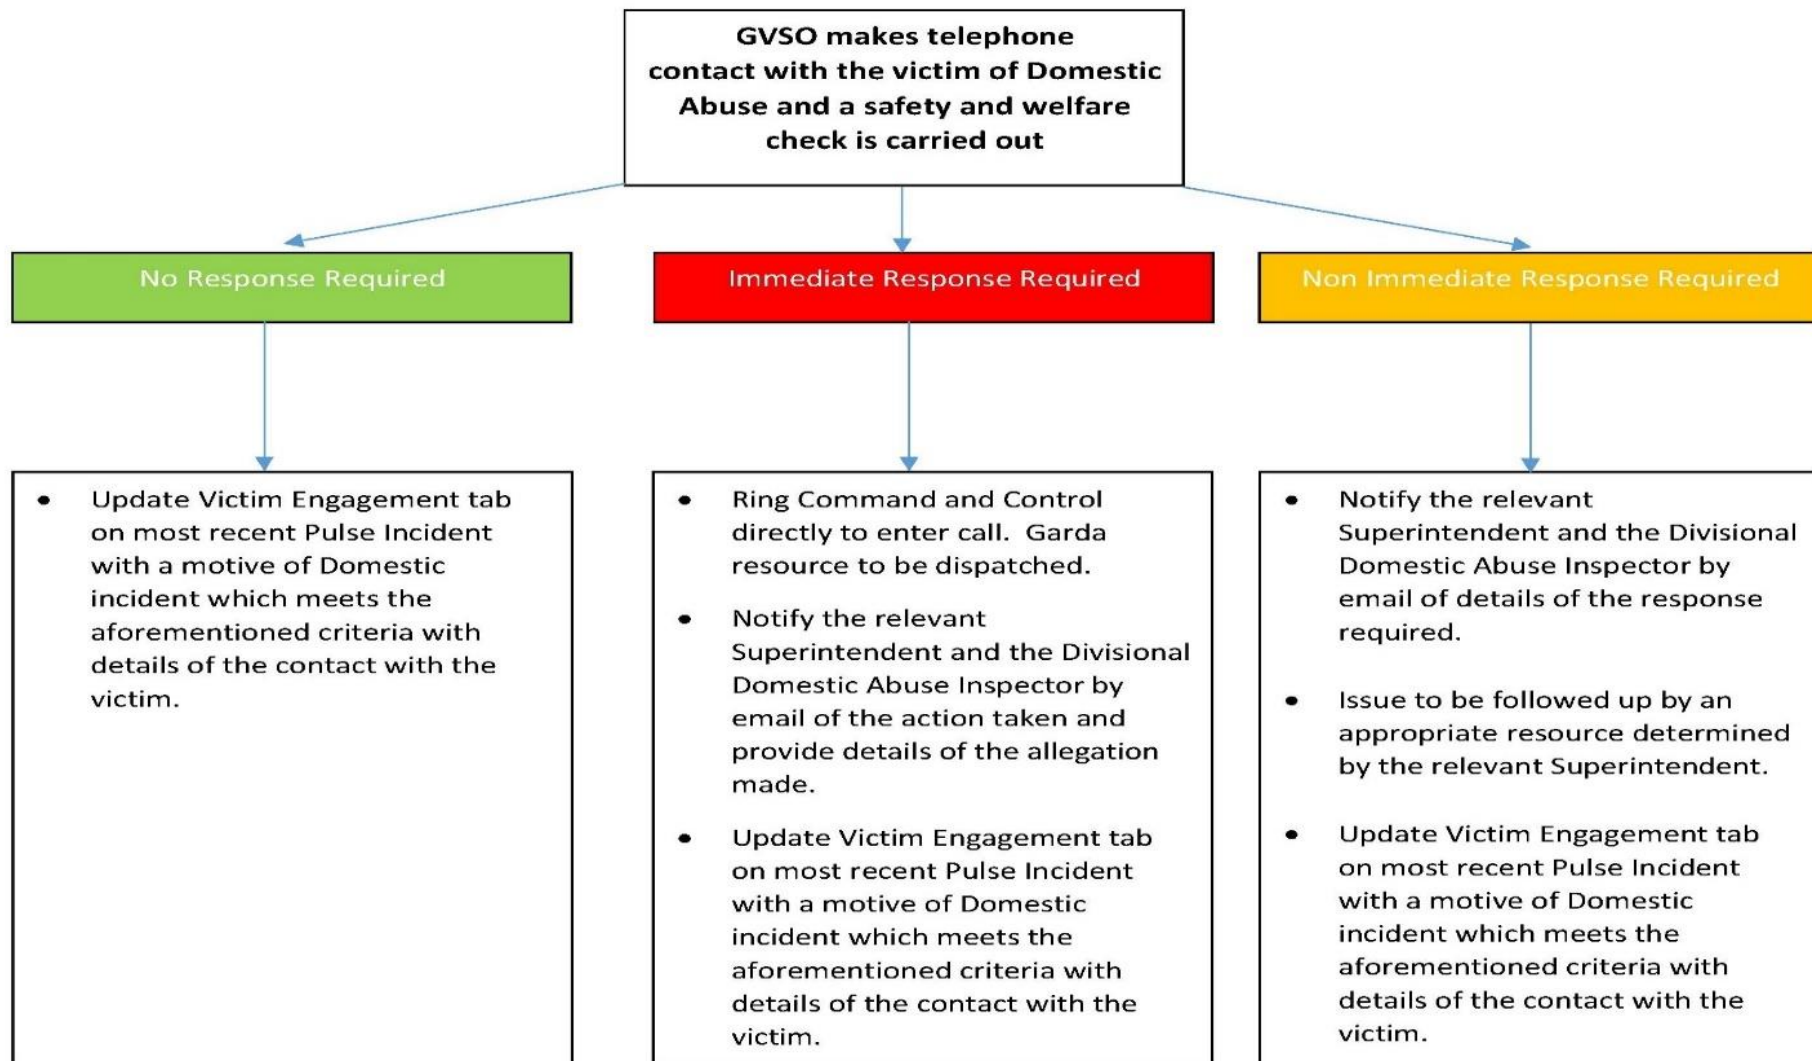 GVSO makes telephone
contact with the victim of Domestic
Abuse and a safety and welfare
check is carried out
No Response Required
Immediate Response Required
Non Immediate Response Required
• Update Victim Engagement tab
on most recent Pulse Incident
with a motive of Domestic
incident which meets the
aforementioned criteria with
details of the contact with the
victim.
• Ring Command and Control
directly to enter call. Garda
resource to be dispatched.
• Notify the relevant
Superintendent and the Divisional
Domestic Abuse Inspector by
email of the action taken and
provide details of the allegation
made.
• Update Victim Engagement tab
on most recent Pulse Incident
with a motive of Domestic
incident which meets the
aforementioned criteria with
details of the contact with the
victim.
• Notify the relevant
Superintendent and the Divisional
Domestic Abuse Inspector by
email of details of the response
required.
• Issue to be followed up by an
appropriate resource determined
by the relevant Superintendent.
• Update Victim Engagement tab
on most recent Pulse Incident
with a motive of Domestic
incident which meets the
aforementioned criteria with
details of the contact with the
victim.